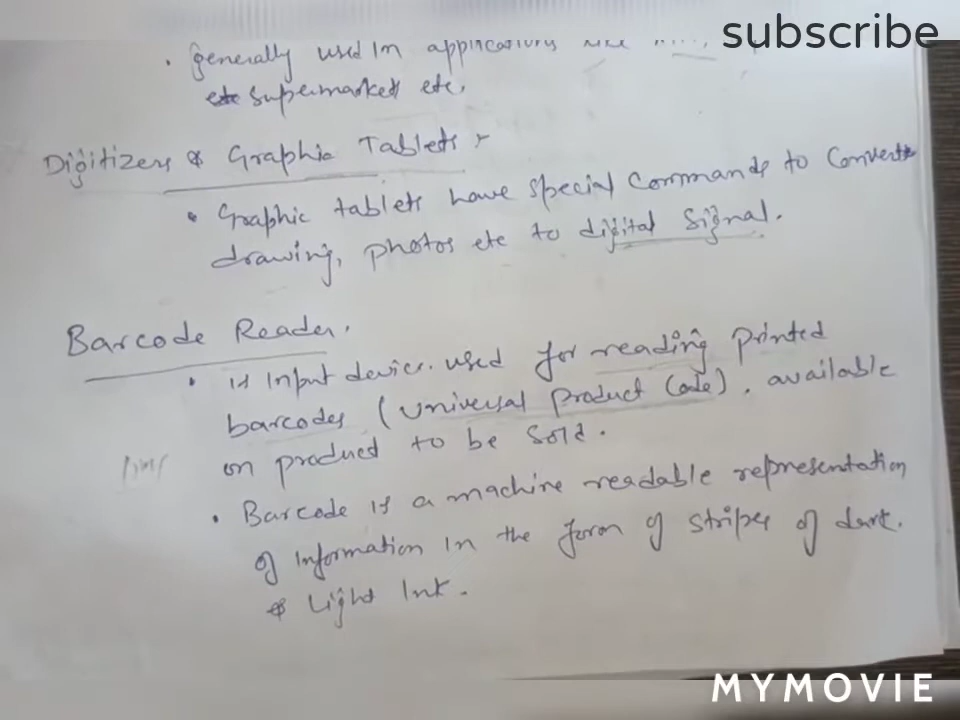 subscribe
• Generally used in applications like
supermarkets etc.
Digitizers & Graphic Tablets :-
• Graphic tablets have special commands to convert
drawing, photos etc to digital signal.
Barcode Reader.
• is input device. used for reading printed
barcodes (Universal product Code). available
on product to be sold.
• Barcode is a machine readable representation
of information in the form of stripes of dark.
& Light Ink.
MYMOVIE